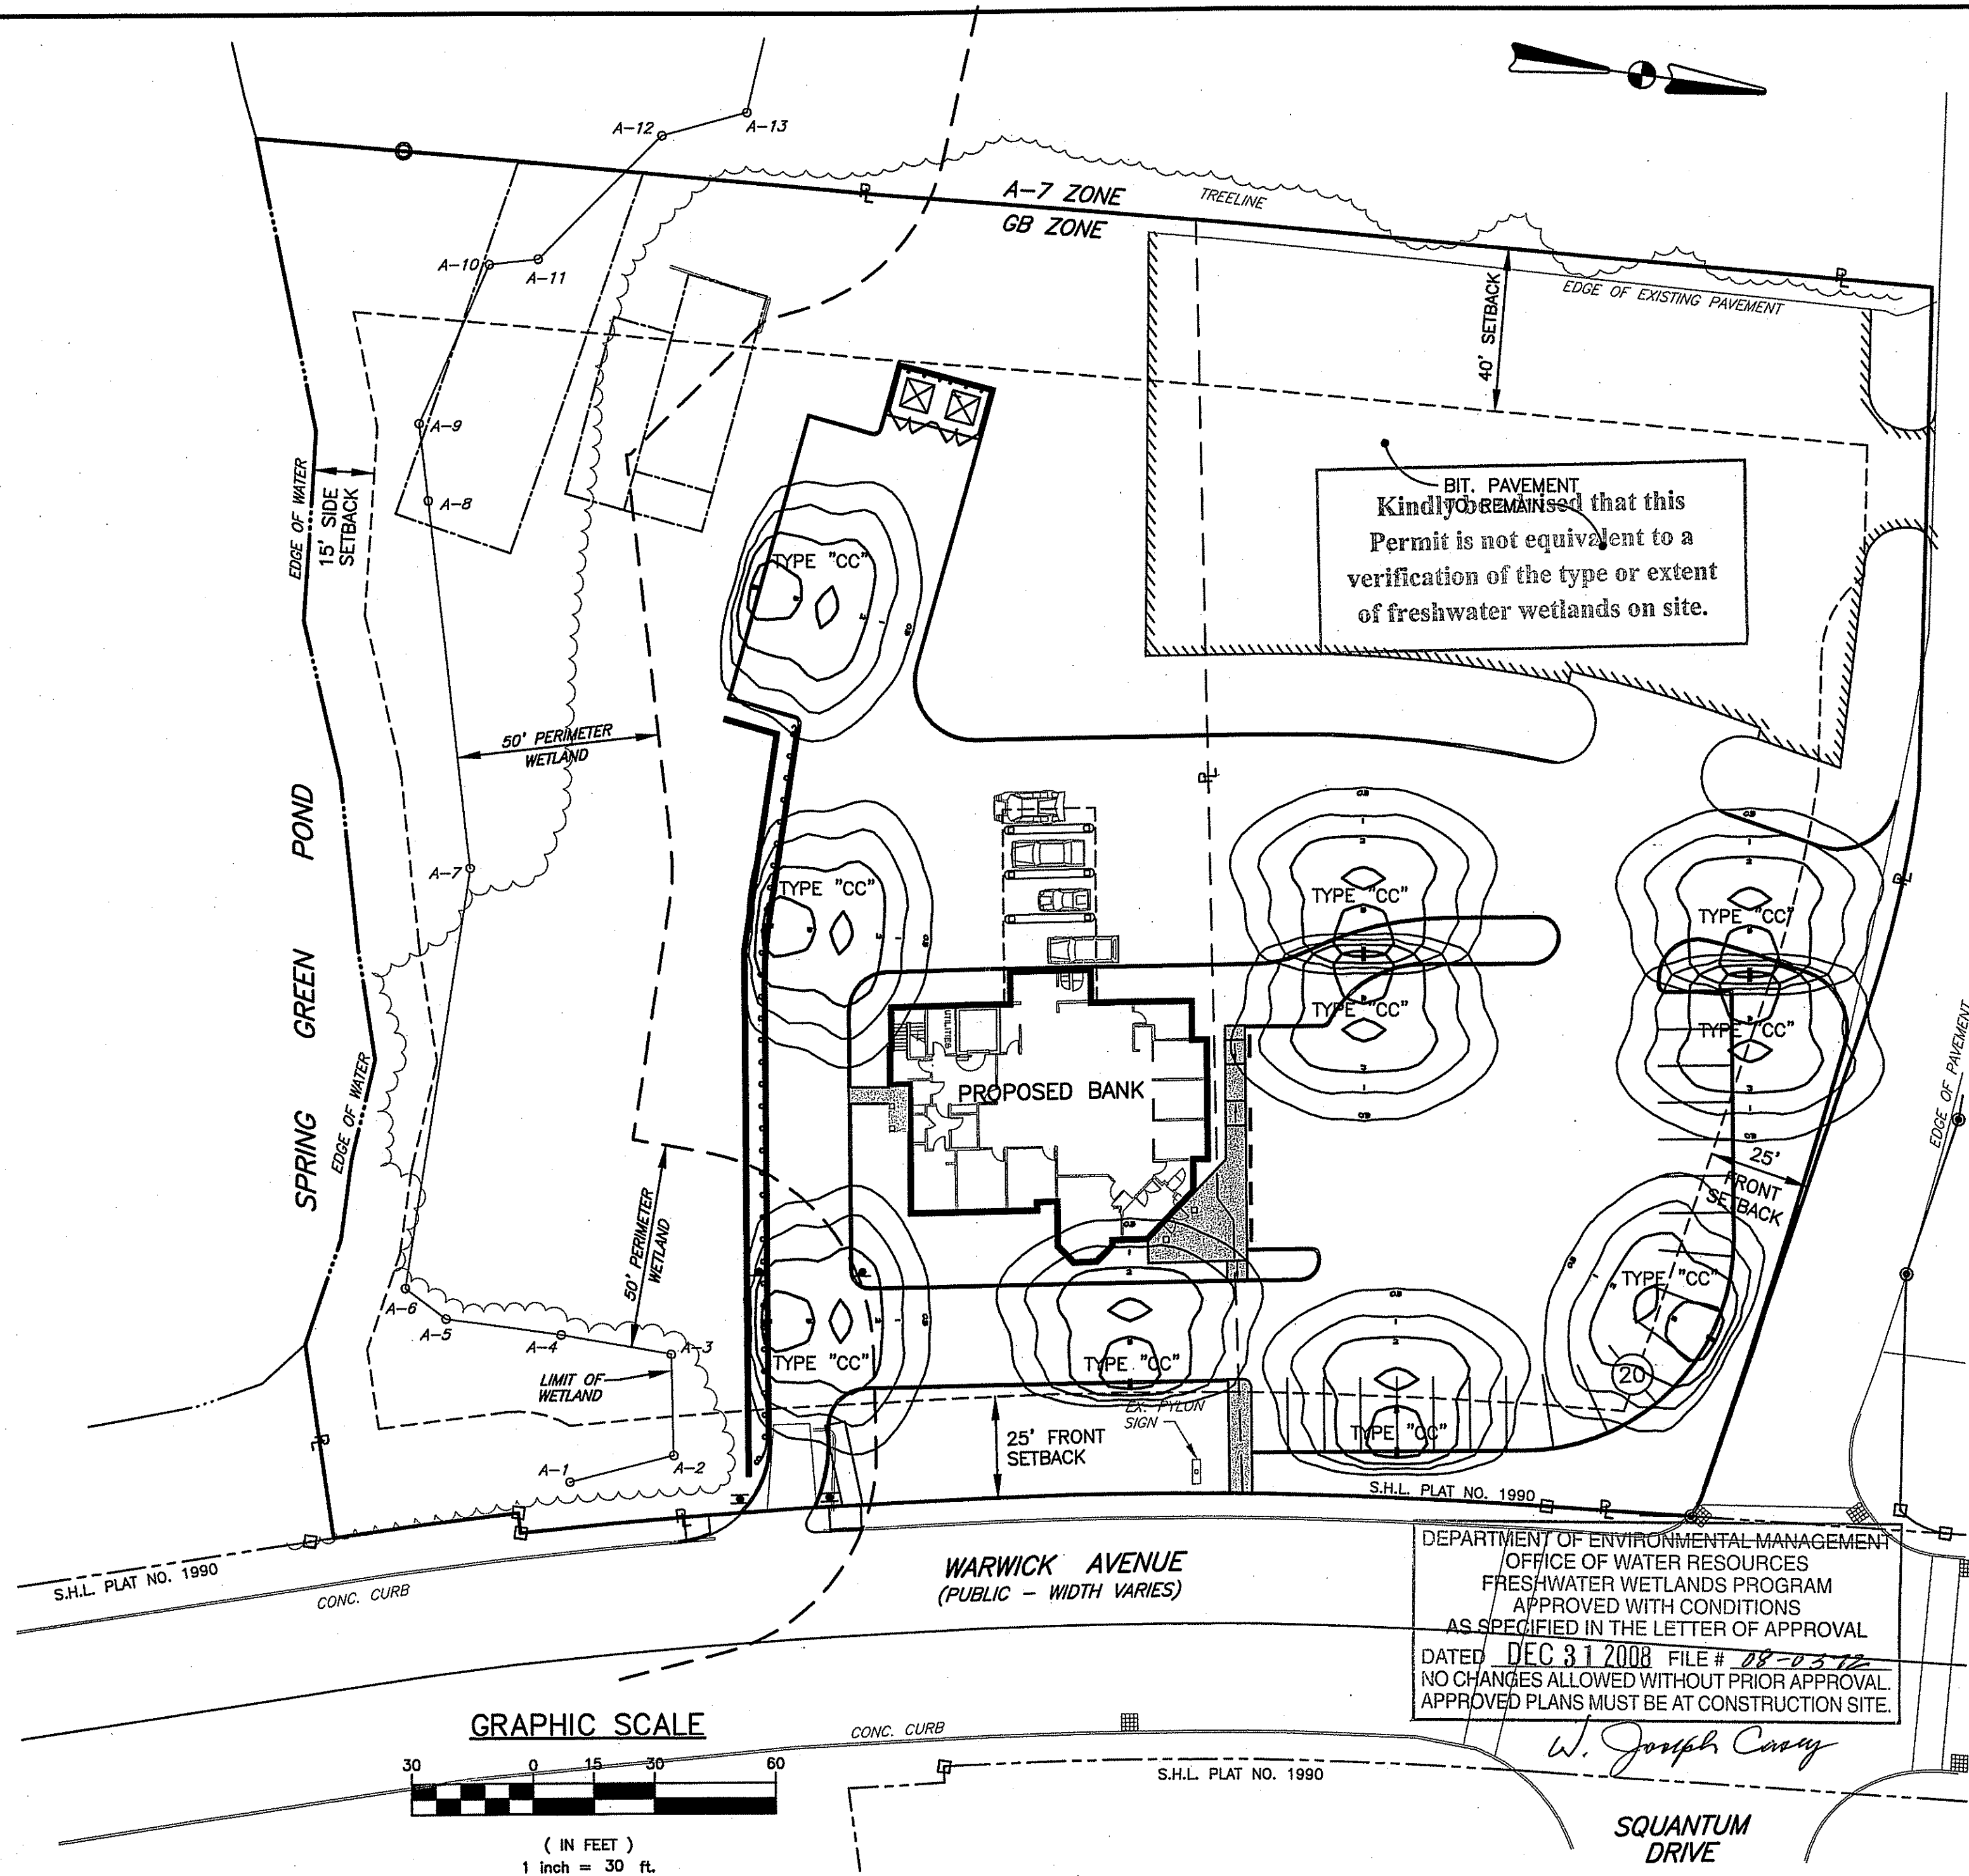 A-12
A-13
A-7 ZONE
TREELINE
GB ZONE
A-10
A-11
EDGE OF EXISTING PAVEMENT
40' SETBACK
A-9
A-8
EDGE OF WATER
15' SIDE
SETBACK
BIT. PAVEMENT
TO REMAIN
Kindly be advised that this
Permit is not equivalent to a
verification of the type or extent
of freshwater wetlands on site.
TYPE "CC"
50' PERIMETER
WETLAND
SPRING GREEN POND
A-7
TYPE "CC"
TYPE "CC"
TYPE "CC"
TYPE "CC"
TYPE "CC"
UTILITIES
PROPOSED BANK
EDGE OF WATER
EDGE OF PAVEMENT
25'
FRONT
SETBACK
50' PERIMETER
WETLAND
A-6
A-5
A-4
A-3
LIMIT OF
WETLAND
TYPE "CC"
TYPE "CC"
TYPE "CC"
TYPE "CC"
20
EX. PYLON
SIGN
25' FRONT
SETBACK
A-1
A-2
S.H.L. PLAT NO. 1990
S.H.L. PLAT NO. 1990
CONC. CURB
WARWICK AVENUE
(PUBLIC - WIDTH VARIES)
DEPARTMENT OF ENVIRONMENTAL MANAGEMENT
OFFICE OF WATER RESOURCES
FRESHWATER WETLANDS PROGRAM
APPROVED WITH CONDITIONS
AS SPECIFIED IN THE LETTER OF APPROVAL
DATED DEC 31 2008 FILE #
NO CHANGES ALLOWED WITHOUT PRIOR APPROVAL.
APPROVED PLANS MUST BE AT CONSTRUCTION SITE.
W. Joseph Casey
GRAPHIC SCALE
30 0 15 30 60
( IN FEET )
1 inch = 30 ft.
CONC. CURB
S.H.L. PLAT NO. 1990
SQUANTUM
DRIVE